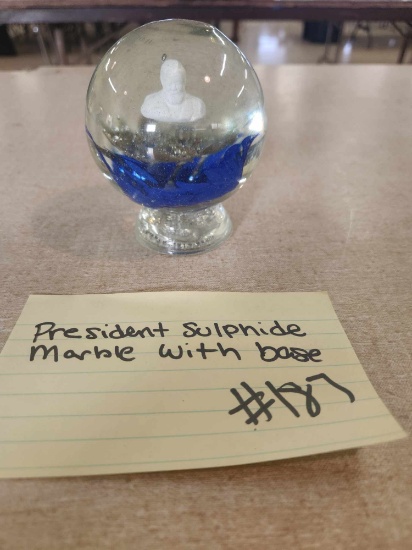 President Sulphide
Marble with base
#187